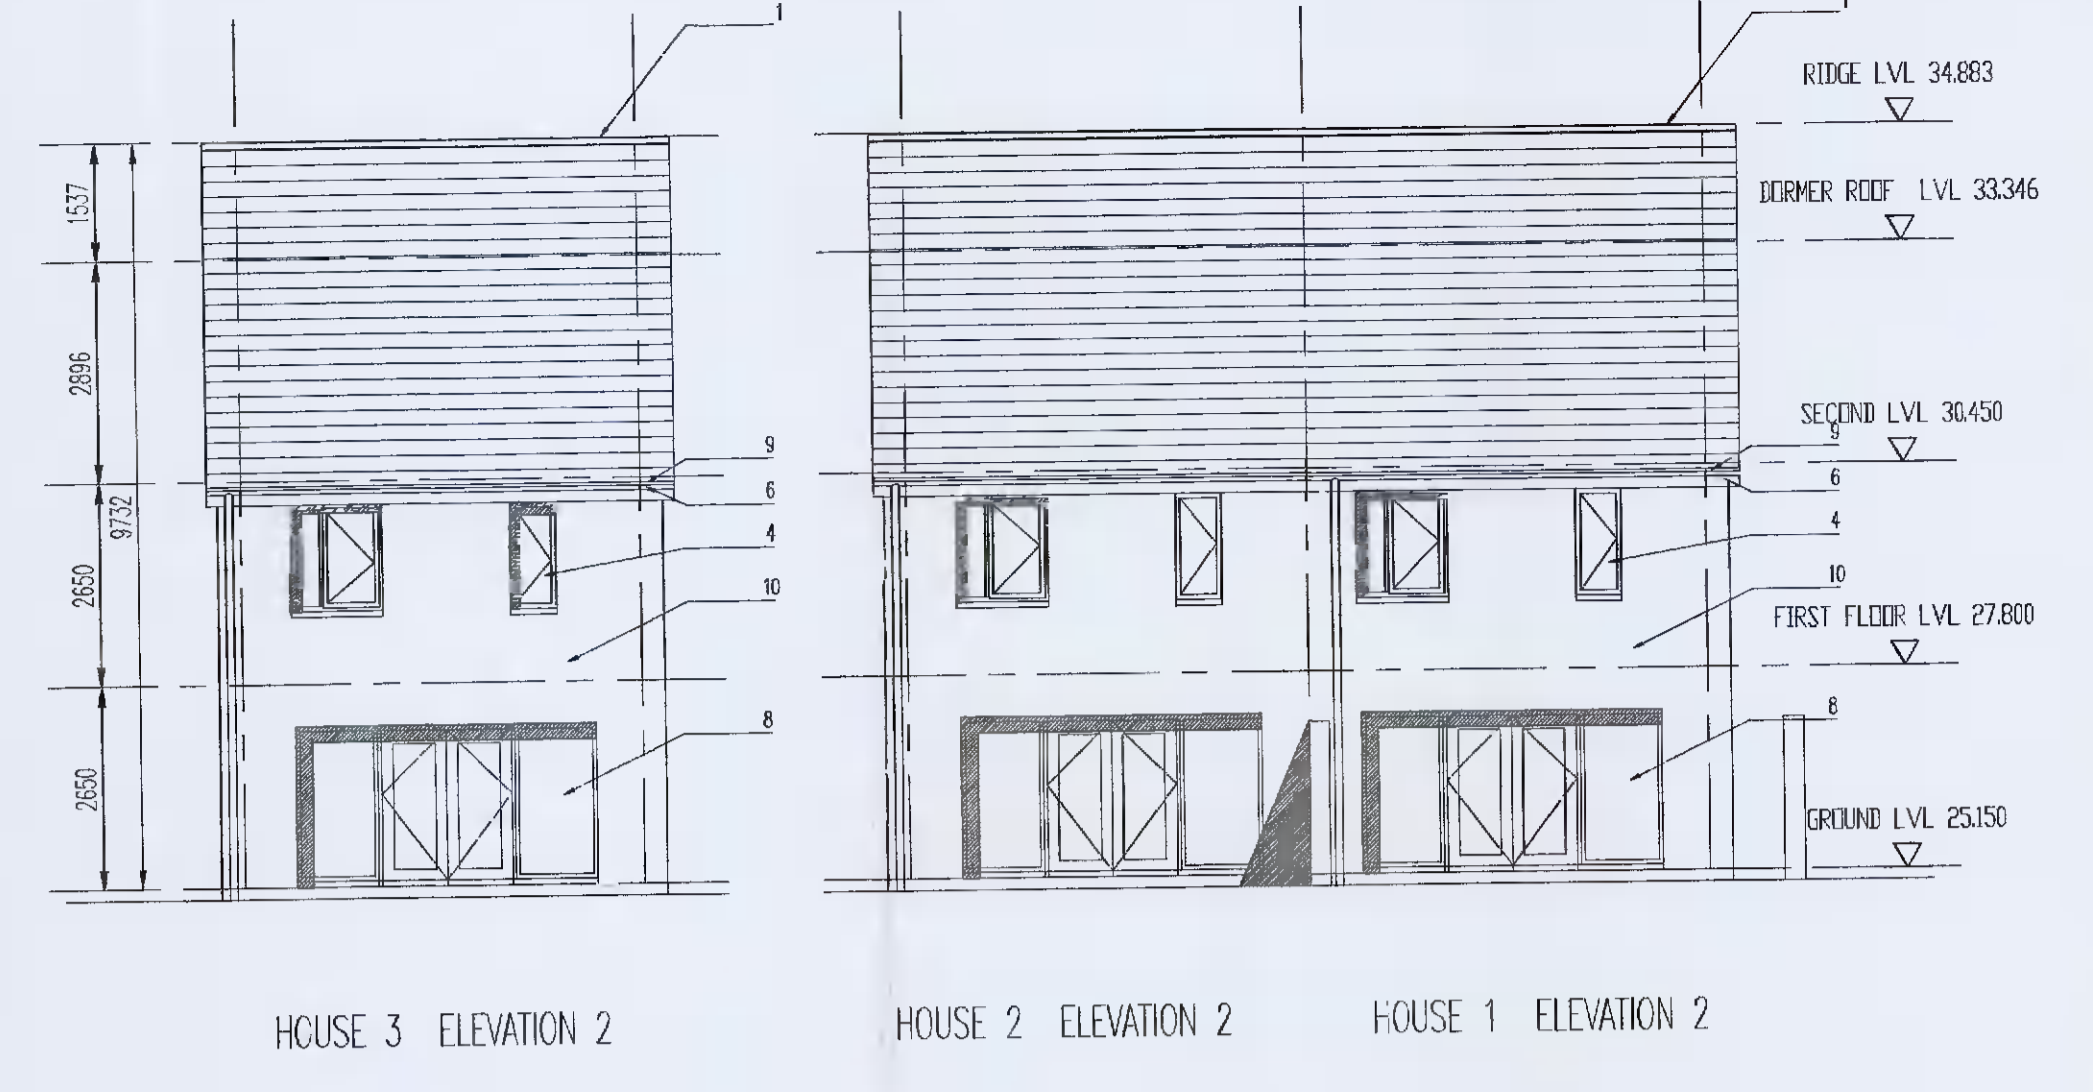 1
1
RIDGE LVL 34.883
DORMER ROOF LVL 33.346
1537
2896
SECOND LVL 30.450
9
9
6
6
4
4
9732
2650
10
10
FIRST FLOOR LVL 27.800
8
8
2650
GROUND LVL 25.150
HOUSE 3 ELEVATION 2
HOUSE 2 ELEVATION 2
HOUSE 1 ELEVATION 2